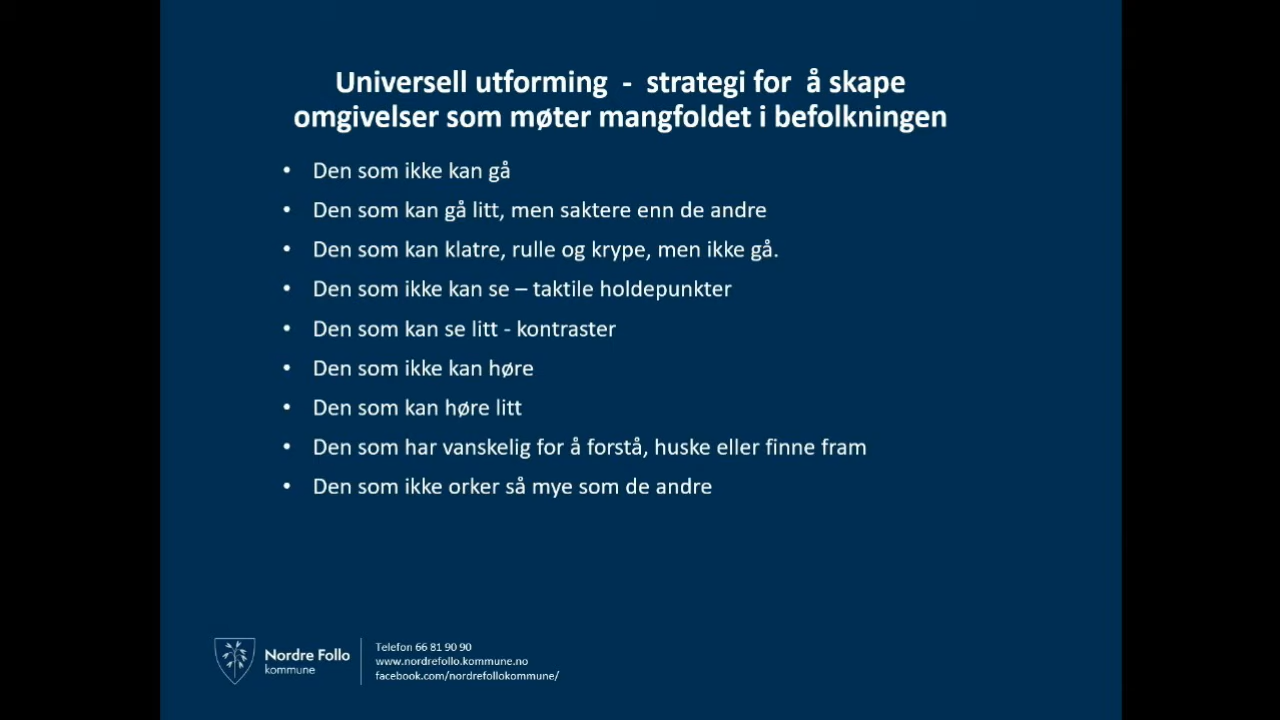 Universell utforming - strategi for å skape
omgivelser som møter mangfoldet i befolkningen
• Den som ikke kan gå
• Den som kan gå litt, men saktere enn de andre
• Den som kan klatre, rulle og krype, men ikke gå.
• Den som ikke kan se – taktile holdepunkter
• Den som kan se litt - kontraster
• Den som ikke kan høre
• Den som kan høre litt
• Den som har vanskelig for å forstå, huske eller finne fram
• Den som ikke orker så mye som de andre
Nordre Follo
kommune
Telefon 66 81 90 90
www.nordrefollo.kommune.no
facebook.com/nordrefollokommune/